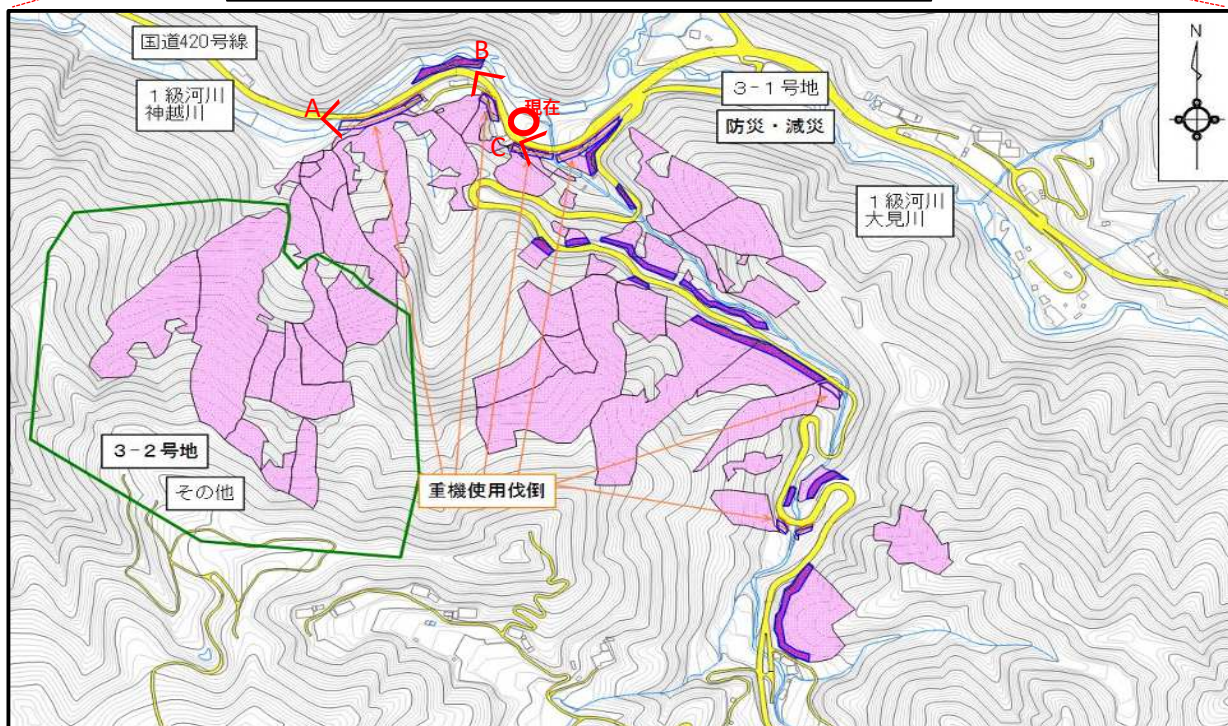 国道420号線
1級河川
神越川
A
B
現在
C
N
3-1号地
防災・減災
1級河川
大見川
3-2号地
その他
重機使用伐倒